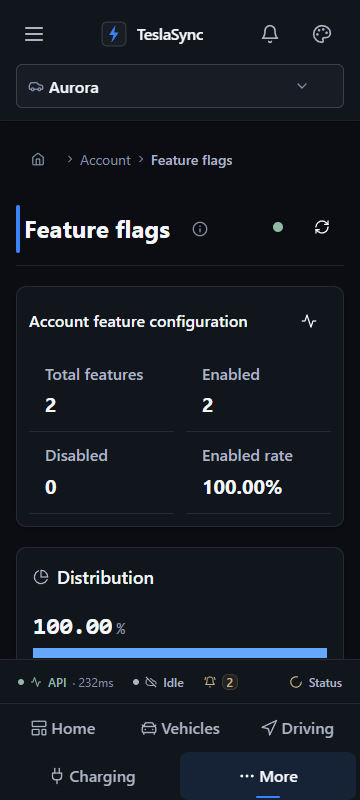 TeslaSync
Aurora
Account Feature flags
Feature flags
Account feature configuration
Total features Enabled
2 2
Disabled Enabled rate
0 100.00%
Distribution
100.00 %
API · 232ms Idle 2 Status
Home Vehicles Driving
Charging More